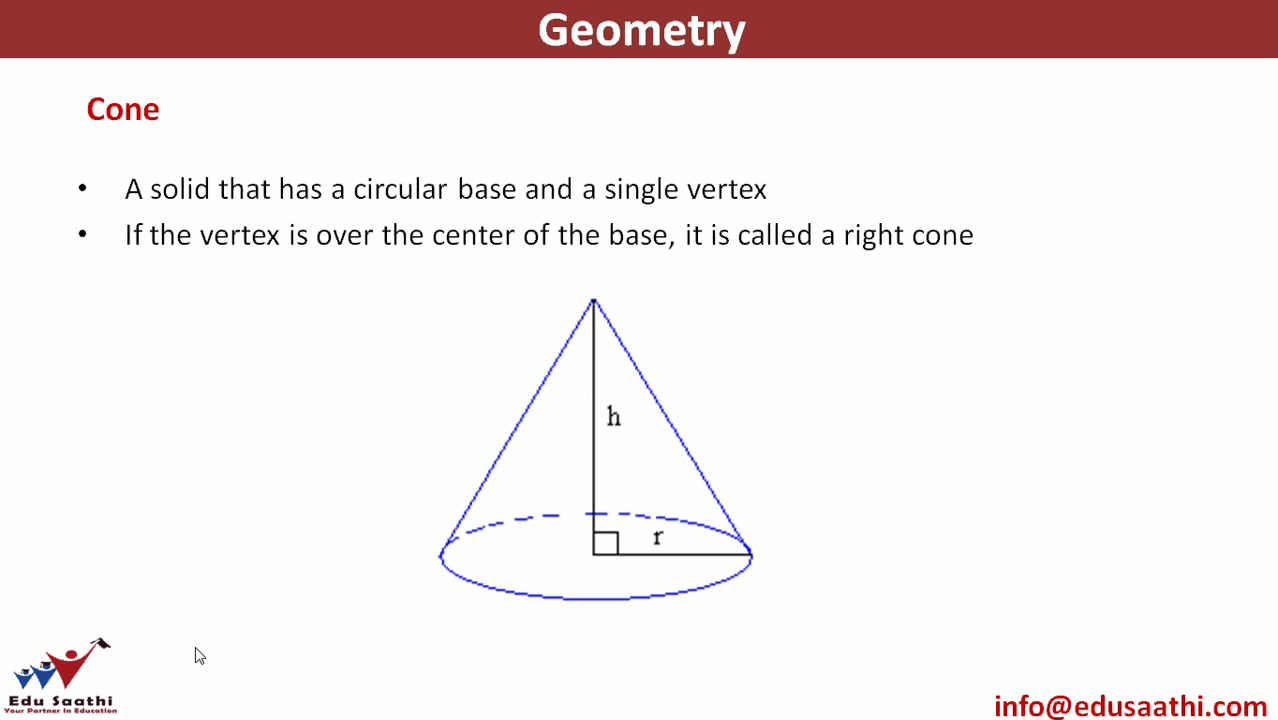 Geometry
Cone
• A solid that has a circular base and a single vertex
• If the vertex is over the center of the base, it is called a right cone
h
r
Edu Saathi
Your Partner In Education
info@edusaathi.com